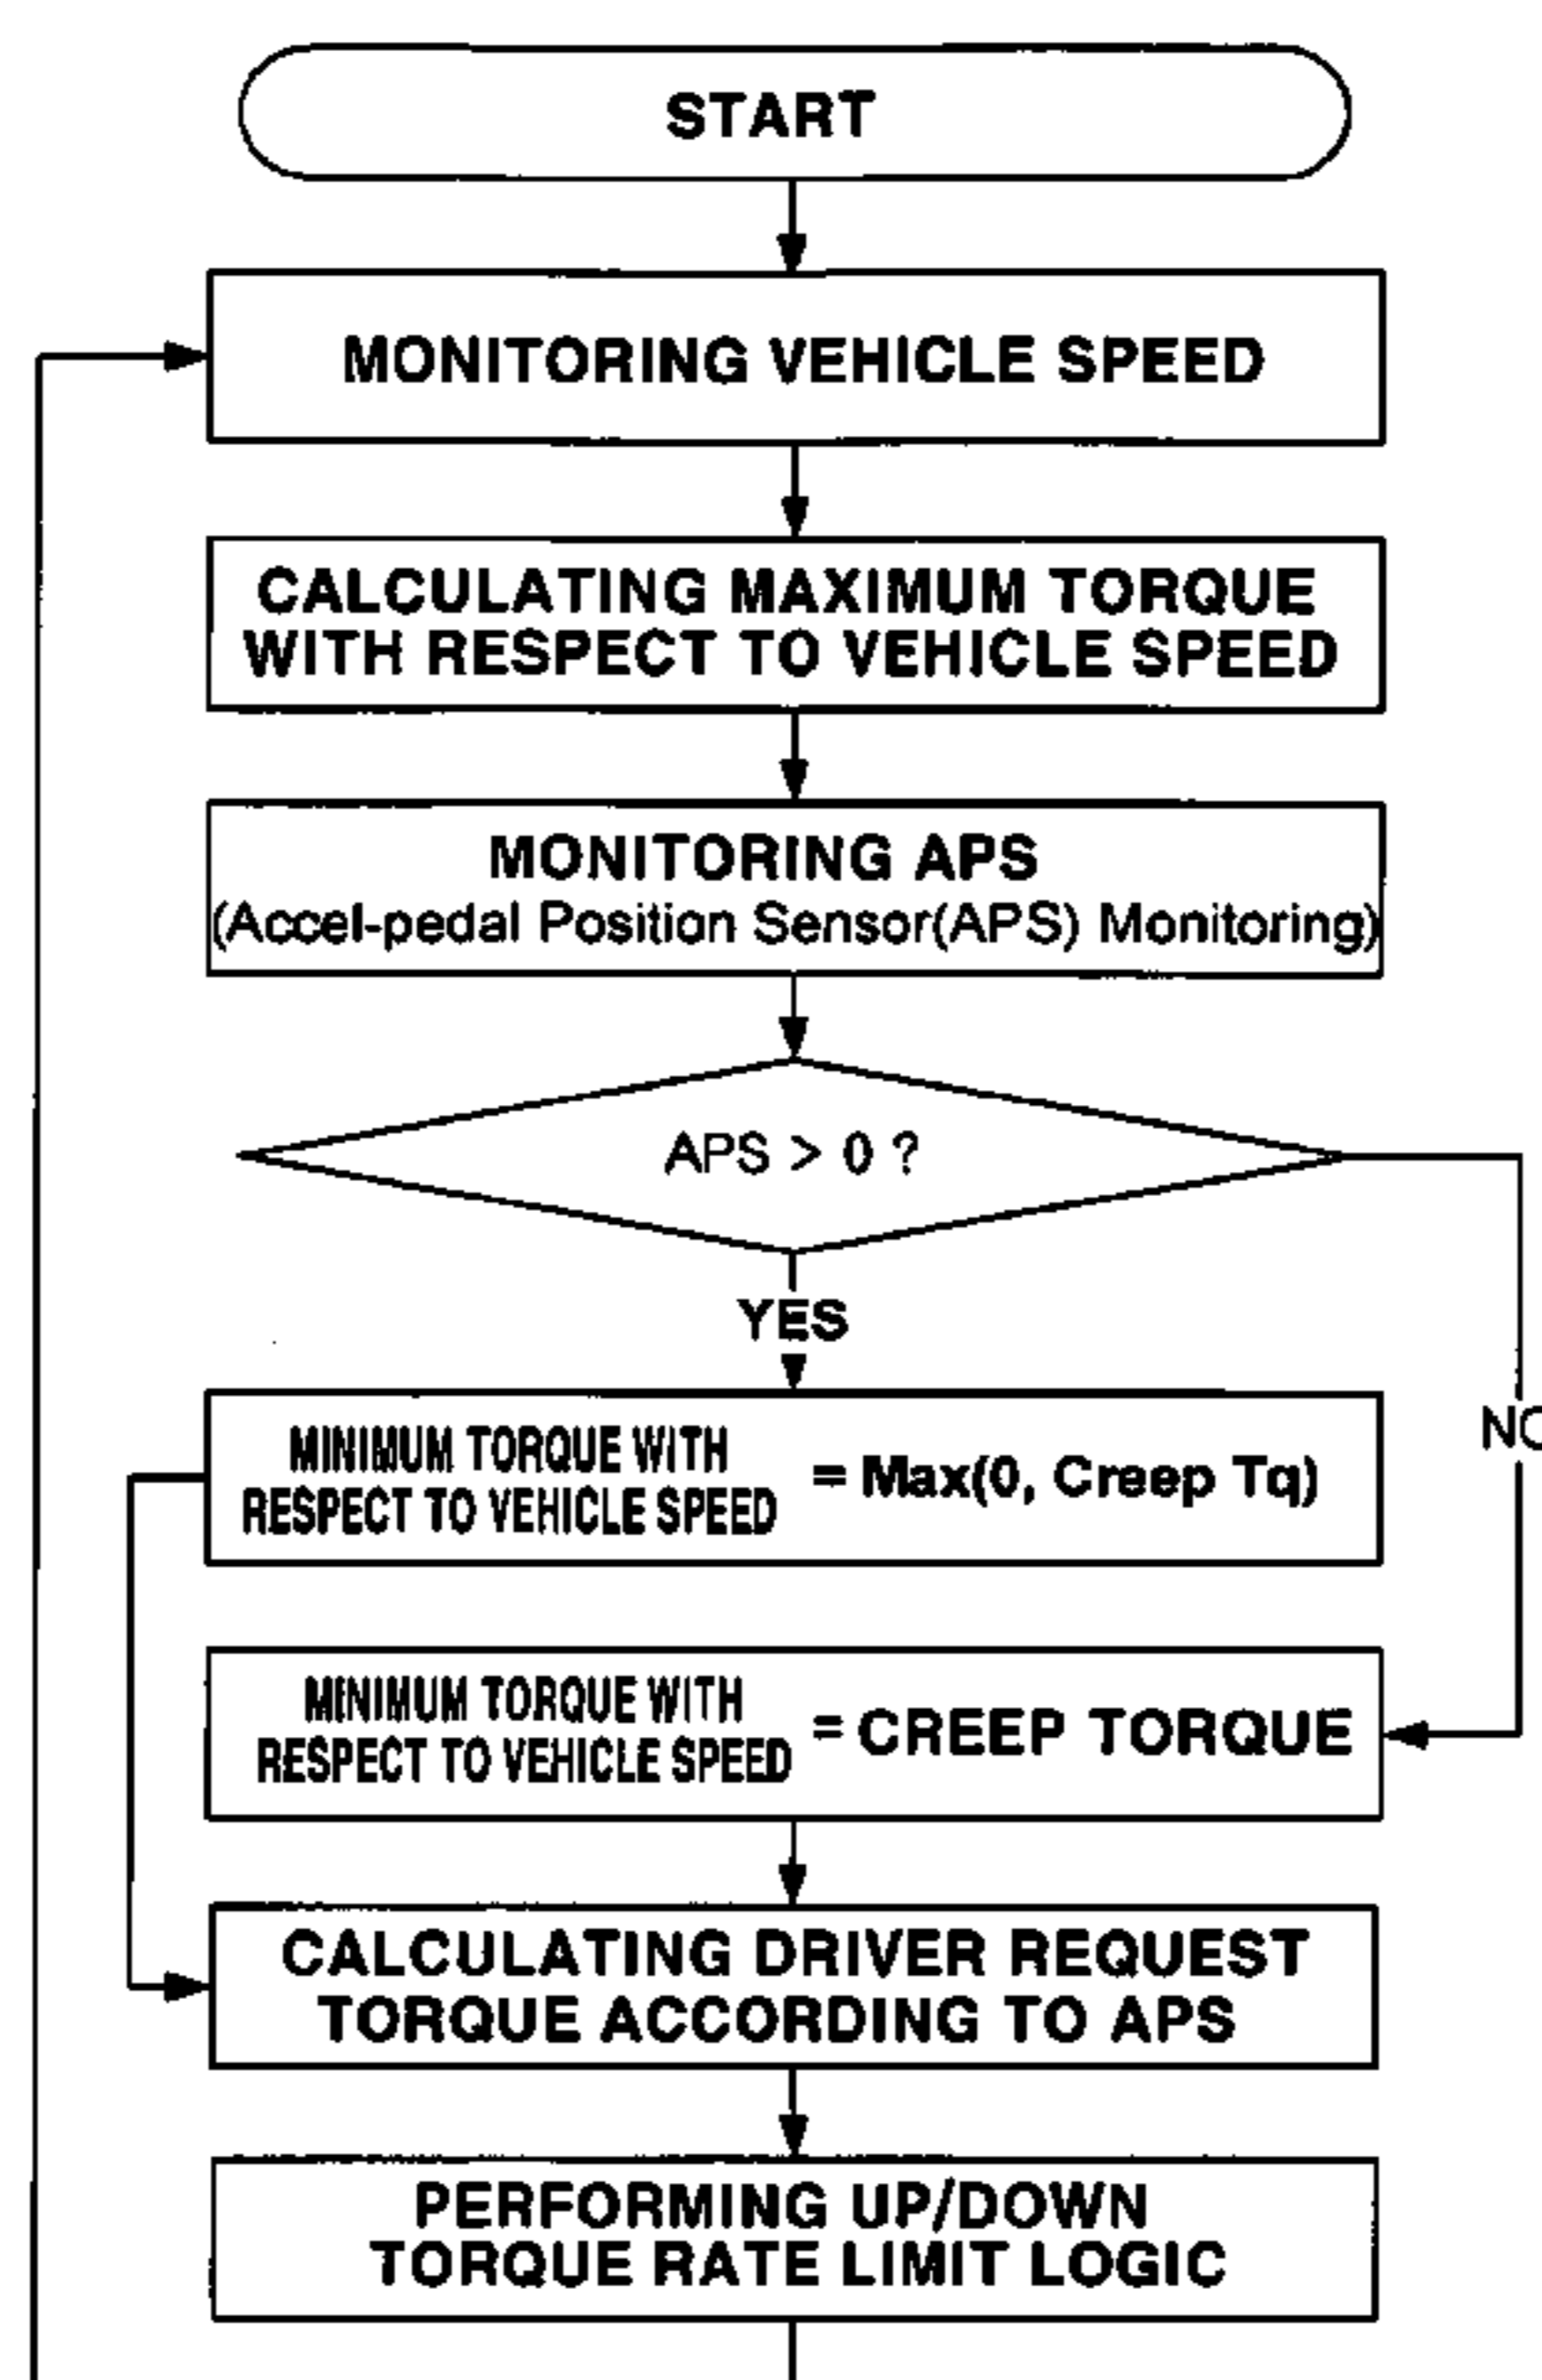 START
MONITORING VEHICLE SPEED
CALCULATING MAXIMUM TORQUE
WITH RESPECT TO VEHICLE SPEED
MONITORING APS
(Accel-pedal Position Sensor(APS) Monitoring)
APS > 0 ?
YES
NO
MINIMUM TORQUE WITH
RESPECT TO VEHICLE SPEED = Max(0, Creep Tq)
MINIMUM TORQUE WITH
RESPECT TO VEHICLE SPEED = CREEP TORQUE
CALCULATING DRIVER REQUEST
TORQUE ACCORDING TO APS
PERFORMING UP/DOWN
TORQUE RATE LIMIT LOGIC